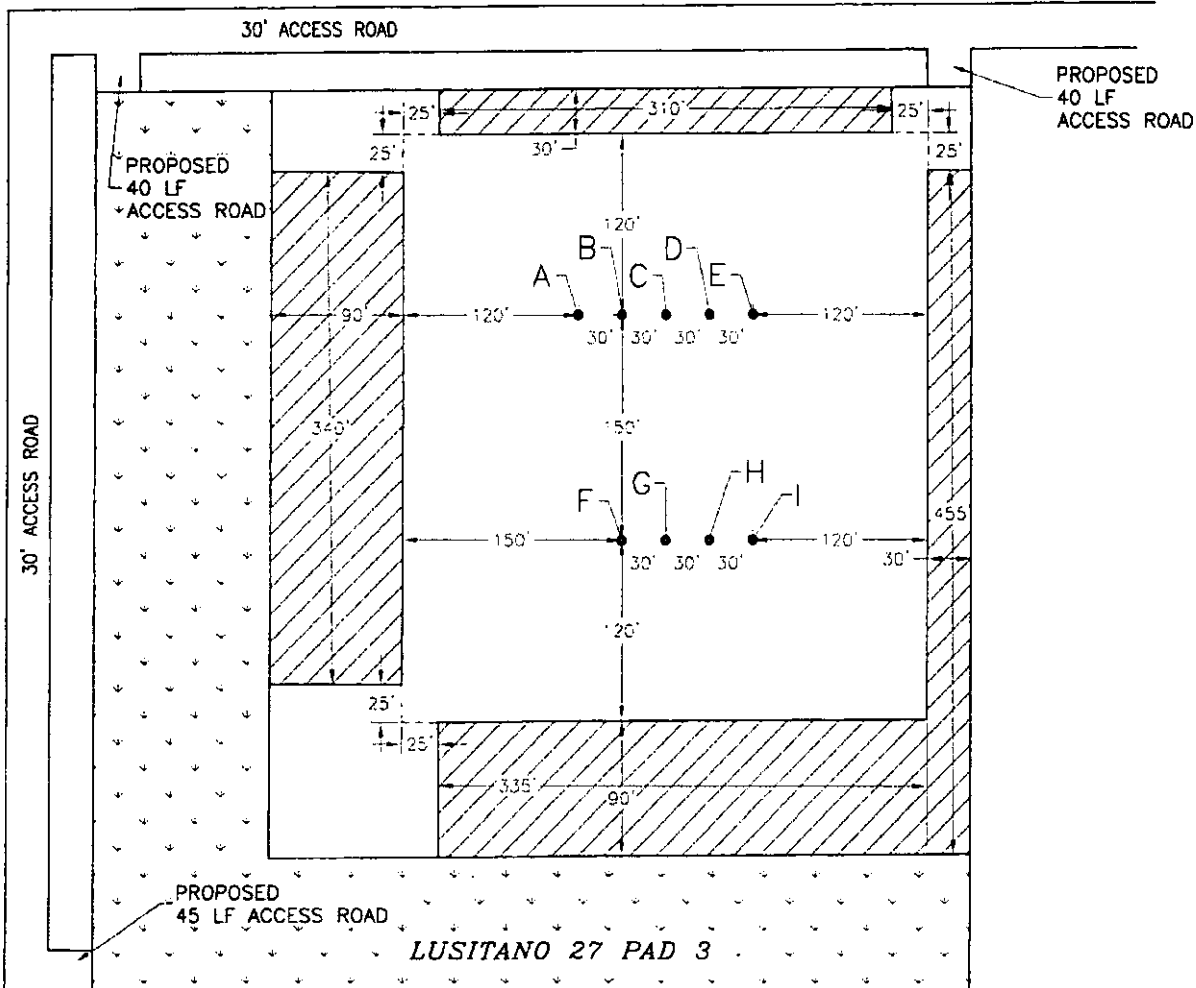 30' ACCESS ROAD
PROPOSED
40 LF
ACCESS ROAD
25'
310'
25'
30'
25'
25'
PROPOSED
40 LF
ACCESS ROAD
120'
A
B
C
D
E
90'
120'
30'
30'
30'
30'
120'
30' ACCESS ROAD
340'
150'
F
G
H
I
150'
30'
30'
30'
120'
455'
30'
120'
25'
25'
335'
90'
PROPOSED
45 LF ACCESS ROAD
LUSITANO 27 PAD 3